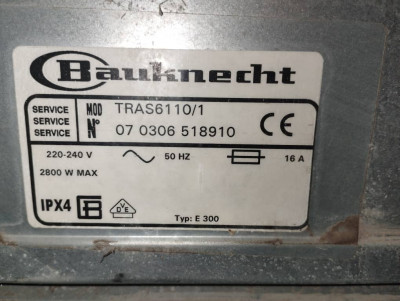 Bauknecht
SERVICE MOD TRAS6110/1
SERVICE
SERVICE N° 07 0306 518910 CE
220-240 V 50 HZ 16 A
2800 W MAX
IPX4 VDE
Typ: E 300